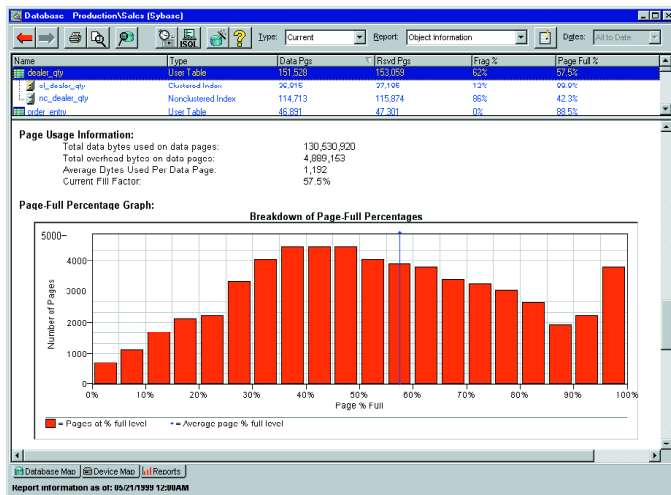 Database Production\Sales (Sybase)
ISQL Type: Current Report: Object Information Dates: All to Date
Name Type Data Pgs Rsvd Pgs Frag % Page Full %
dealer_qty User Table 151,528 153,059 62% 57.5%
cl_dealer_qty Clustered Index
nc_dealer_qty Nonclustered Index 114,713 115,874 86% 42.3%
order_entry User Table 46,891 47,301 0% 88.5%
Page Usage Information:
Total data bytes used on data pages: 130,530,920
Total overhead bytes on data pages: 4,889,153
Average Bytes Used Per Data Page: 1,192
Current Fill Factor: 57.5%
Page-Full Percentage Graph:
Breakdown of Page-Full Percentages
5000
4000
3000
2000
1000
0
Number of Pages
0% 10% 20% 30% 40% 50% 60% 70% 80% 90% 100%
Page % Full
= Pages at % full level = Average page % full level
Database Map Device Map Reports
Report information as of: 05/21/1999 12:00AM